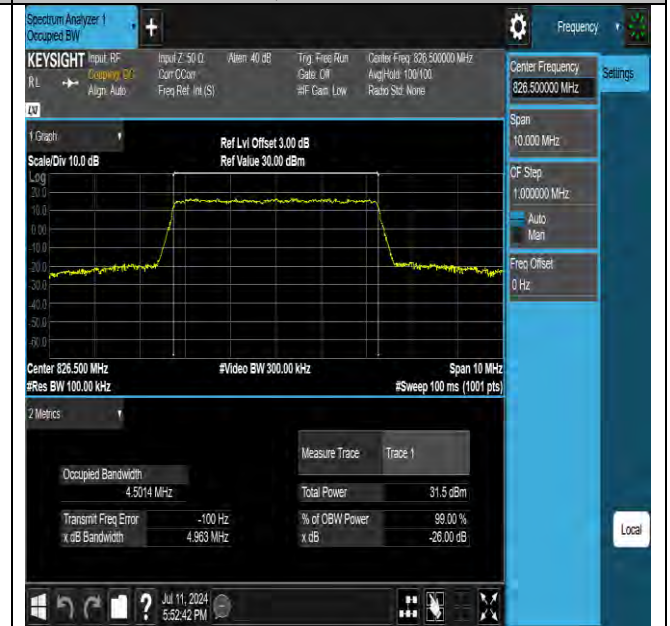 Spectrum Analyzer 1
Occupied BW
+
Frequency
KEYSIGHT
RL
Input: RF
Coupling: DC
Align: Auto
Input Z: 50 Ω
Corr CCorr
Freq Ref: Int (S)
Atten: 40 dB
Trig: Free Run
Gate: Off
#IF Gain: Low
Center Freq: 826.500000 MHz
Avg|Hold: 100/100
Radio Std: None
LXI
Center Frequency
826.500000 MHz
Settings
Span
10.000 MHz
CF Step
1.000000 MHz
Auto
Man
Freq Offset
0 Hz
1 Graph
Scale/Div 10.0 dB
Ref Lvl Offset 3.00 dB
Ref Value 30.00 dBm
Log
20.0
10.0
0.00
-10.0
-20.0
-30.0
-40.0
-50.0
-60.0
Center 826.500 MHz
#Video BW 300.00 kHz
Span 10 MHz
#Res BW 100.00 kHz
#Sweep 100 ms (1001 pts)
2 Metrics
Measure Trace
Trace 1
Occupied Bandwidth
4.5014 MHz
Total Power
31.5 dBm
Transmit Freq Error
-100 Hz
% of OBW Power
99.00 %
x dB Bandwidth
4.963 MHz
x dB
-26.00 dB
Local
?
Jul 11, 2024
5:52:42 PM